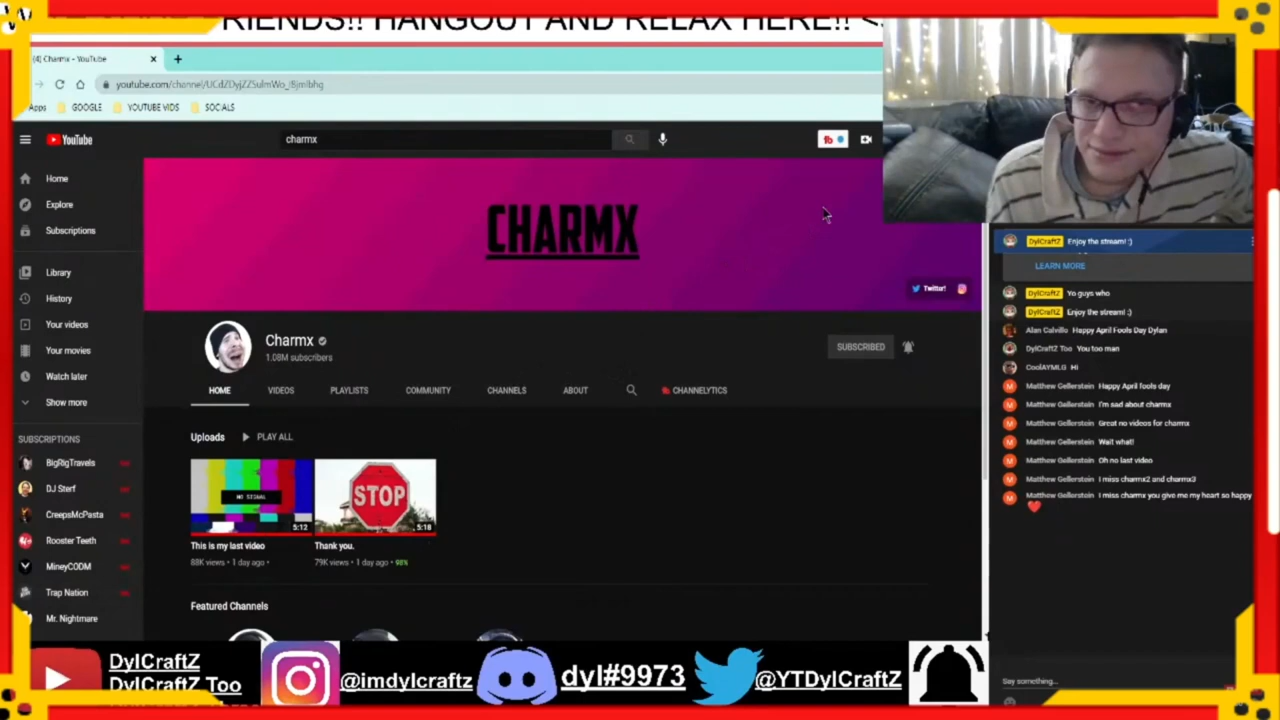 FRIENDS!! HANGOUT AND RELAX HERE!! <
Charmx - YouTube
×
+
youtube.com/channel/
Apps
GOOGLE
YOUTUBE VIDS
SOCIALS
YouTube
charmx
Home
Explore
Subscriptions
Library
History
Your videos
Your movies
Watch later
Show more
SUBSCRIPTIONS
BigRigTravels
DJ Sterf
CreepsMcPasta
Rooster Teeth
MineyCODM
Trap Nation
Mr. Nightmare
CHARMX
Twitter!
Charmx
1.08M subscribers
SUBSCRIBED
HOME
VIDEOS
PLAYLISTS
COMMUNITY
CHANNELS
ABOUT
CHANNELYTICS
Uploads
PLAY ALL
NO SIGNAL
5:12
STOP
5:18
This is my last video
88K views • 1 day ago •
Thank you.
79K views • 1 day ago • 98%
Featured Channels
DylCraftZ Enjoy the stream! :)
LEARN MORE
DylCraftZ Yo guys who
DylCraftZ Enjoy the stream! :)
Alan Calvillo Happy April Fools Day Dylan
DylCraftZ Too You too man
CoolAYMLG Hi
Matthew Gellerstein Happy April Fools day
Matthew Gellerstein I'm sad about charmx
Matthew Gellerstein Great no videos for charmx
Matthew Gellerstein Wait what!
Matthew Gellerstein Oh no last video
Matthew Gellerstein I miss charmx2 and charmx3
Matthew Gellerstein I miss charmx you give me my heart so happy
Say something...
DylCraftZ
DylCraftZ Too
@imdylcraftz
dyl#9973
@YTDylCraftZ